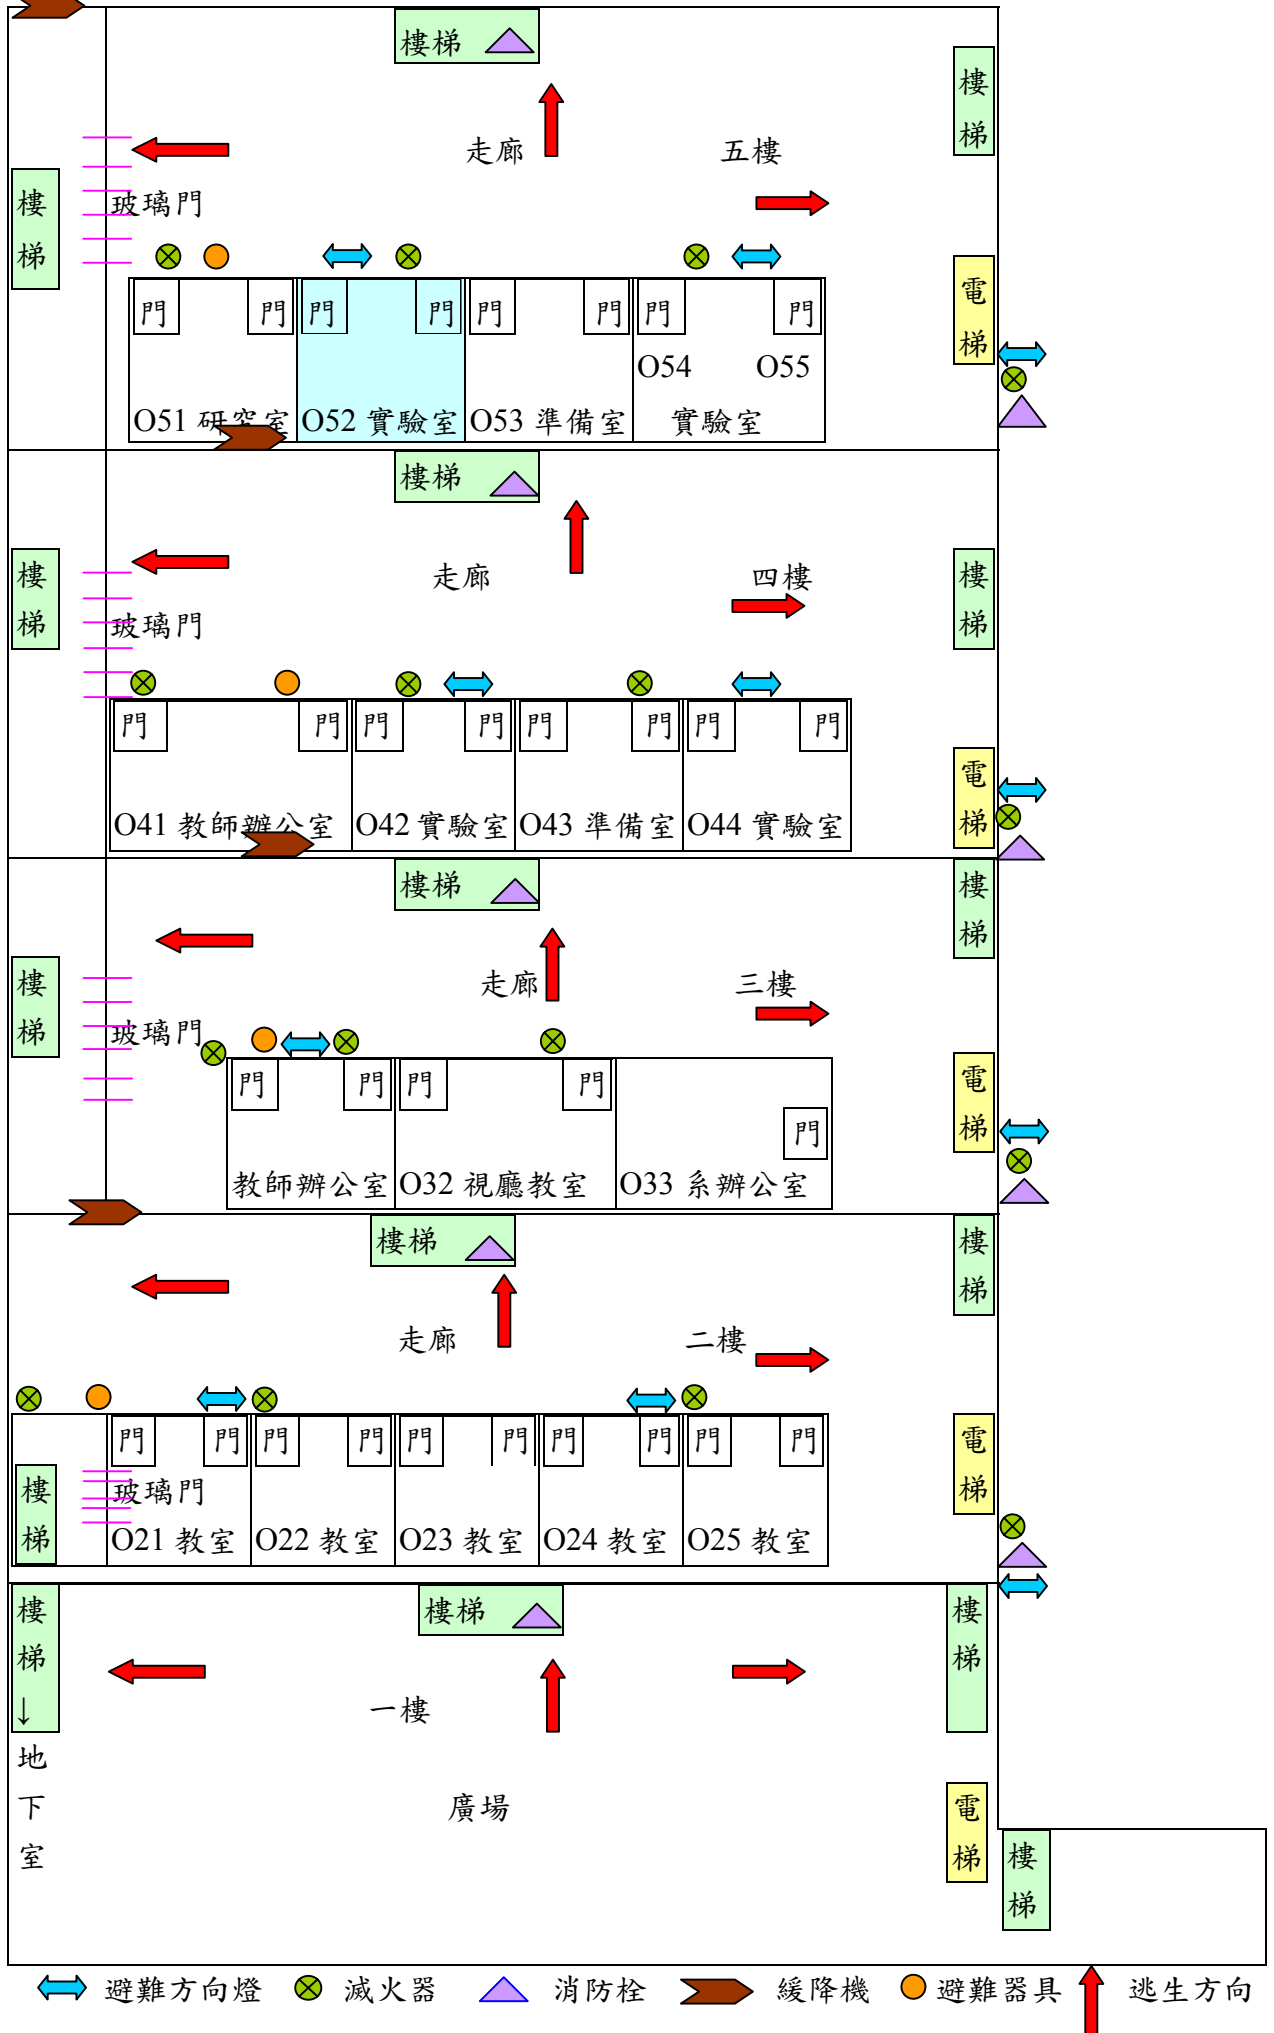 樓梯
樓梯
走廊
五樓
樓梯
玻璃門
電梯
門 門 門 門 門 門 門 門
O54 O55
O51 研究室 O52 實驗室 O53 準備室 實驗室
樓梯
走廊
四樓
樓梯
樓梯
玻璃門
門 門 門 門 門 門 門 門
電梯
O41 教師辦公室 O42 實驗室 O43 準備室 O44 實驗室
樓梯
樓梯
走廊
三樓
樓梯
玻璃門
門 門 門 門
電梯
門
教師辦公室 O32 視廳教室 O33 系辦公室
樓梯
樓梯
走廊
二樓
門 門 門 門 門 門 門 門 門 門
電梯
樓梯
玻璃門
O21 教室 O22 教室 O23 教室 O24 教室 O25 教室
樓梯↓地下室
樓梯
樓梯
一樓
廣場
電梯
樓梯
避難方向燈 滅火器 消防栓 緩降機 避難器具 逃生方向